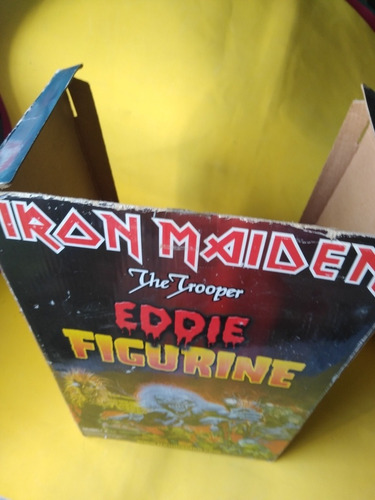 IRON MAIDEN
The Trooper
EDDIE
FIGURINE